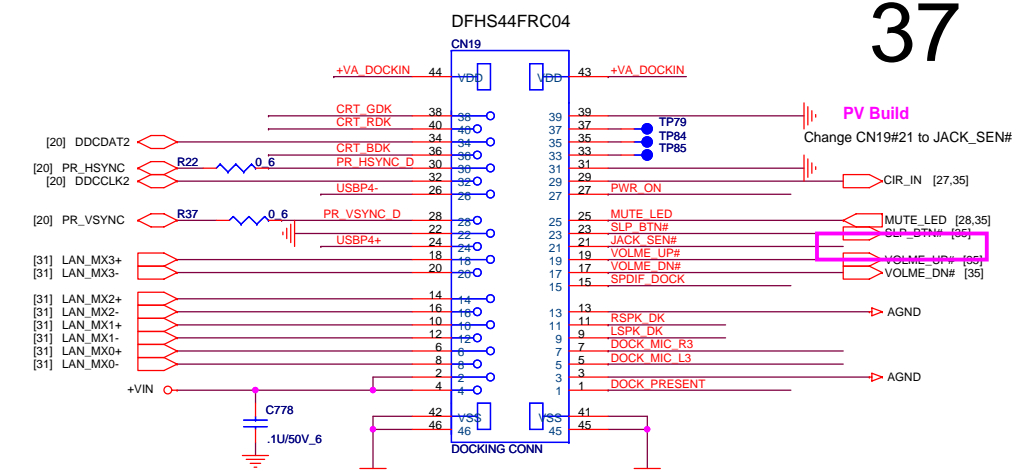 37
DFHS44FRC04
CN19
+VA_DOCKIN 44 VDD VDD 43 +VA_DOCKIN
CRT_GDK 38 38 39 39
CRT_RDK 40 40 37 37 TP79
[20] DDCDAT2 34 34 35 35 TP84
CRT_BDK 36 36 33 33 TP85
[20] PR_HSYNC R22 0_6 PR_HSYNC_D 30 30 31 31
[20] DDCCLK2 32 32 29 29 CIR_IN [27,35]
USBP4- 26 26 27 27 PWR_ON
PV Build
Change CN19#21 to JACK_SEN#
[20] PR_VSYNC R37 0_6 PR_VSYNC_D 28 28 25 25 MUTE_LED [28,35]
22 22 23 23 SLP_BTN# SLP_BTN# [35]
USBP4+ 24 24 21 21 JACK_SEN#
[31] LAN_MX3+ 18 18 19 19 VOLME_UP# VOLME_UP# [35]
[31] LAN_MX3- 20 20 17 17 VOLME_DN# VOLME_DN# [35]
15 15 SPDIF_DOCK
[31] LAN_MX2+ 14 14
[31] LAN_MX2- 16 16 13 13 AGND
[31] LAN_MX1+ 10 10 11 11 RSPK_DK
[31] LAN_MX1- 12 12 9 9 LSPK_DK
[31] LAN_MX0+ 6 6 7 7 DOCK_MIC_R3
[31] LAN_MX0- 8 8 5 5 DOCK_MIC_L3
2 2 3 3 AGND
+VIN 4 4 1 1 DOCK_PRESENT
C778
.1U/50V_6
42 VSS VSS 41
46 46 45 45
DOCKING CONN